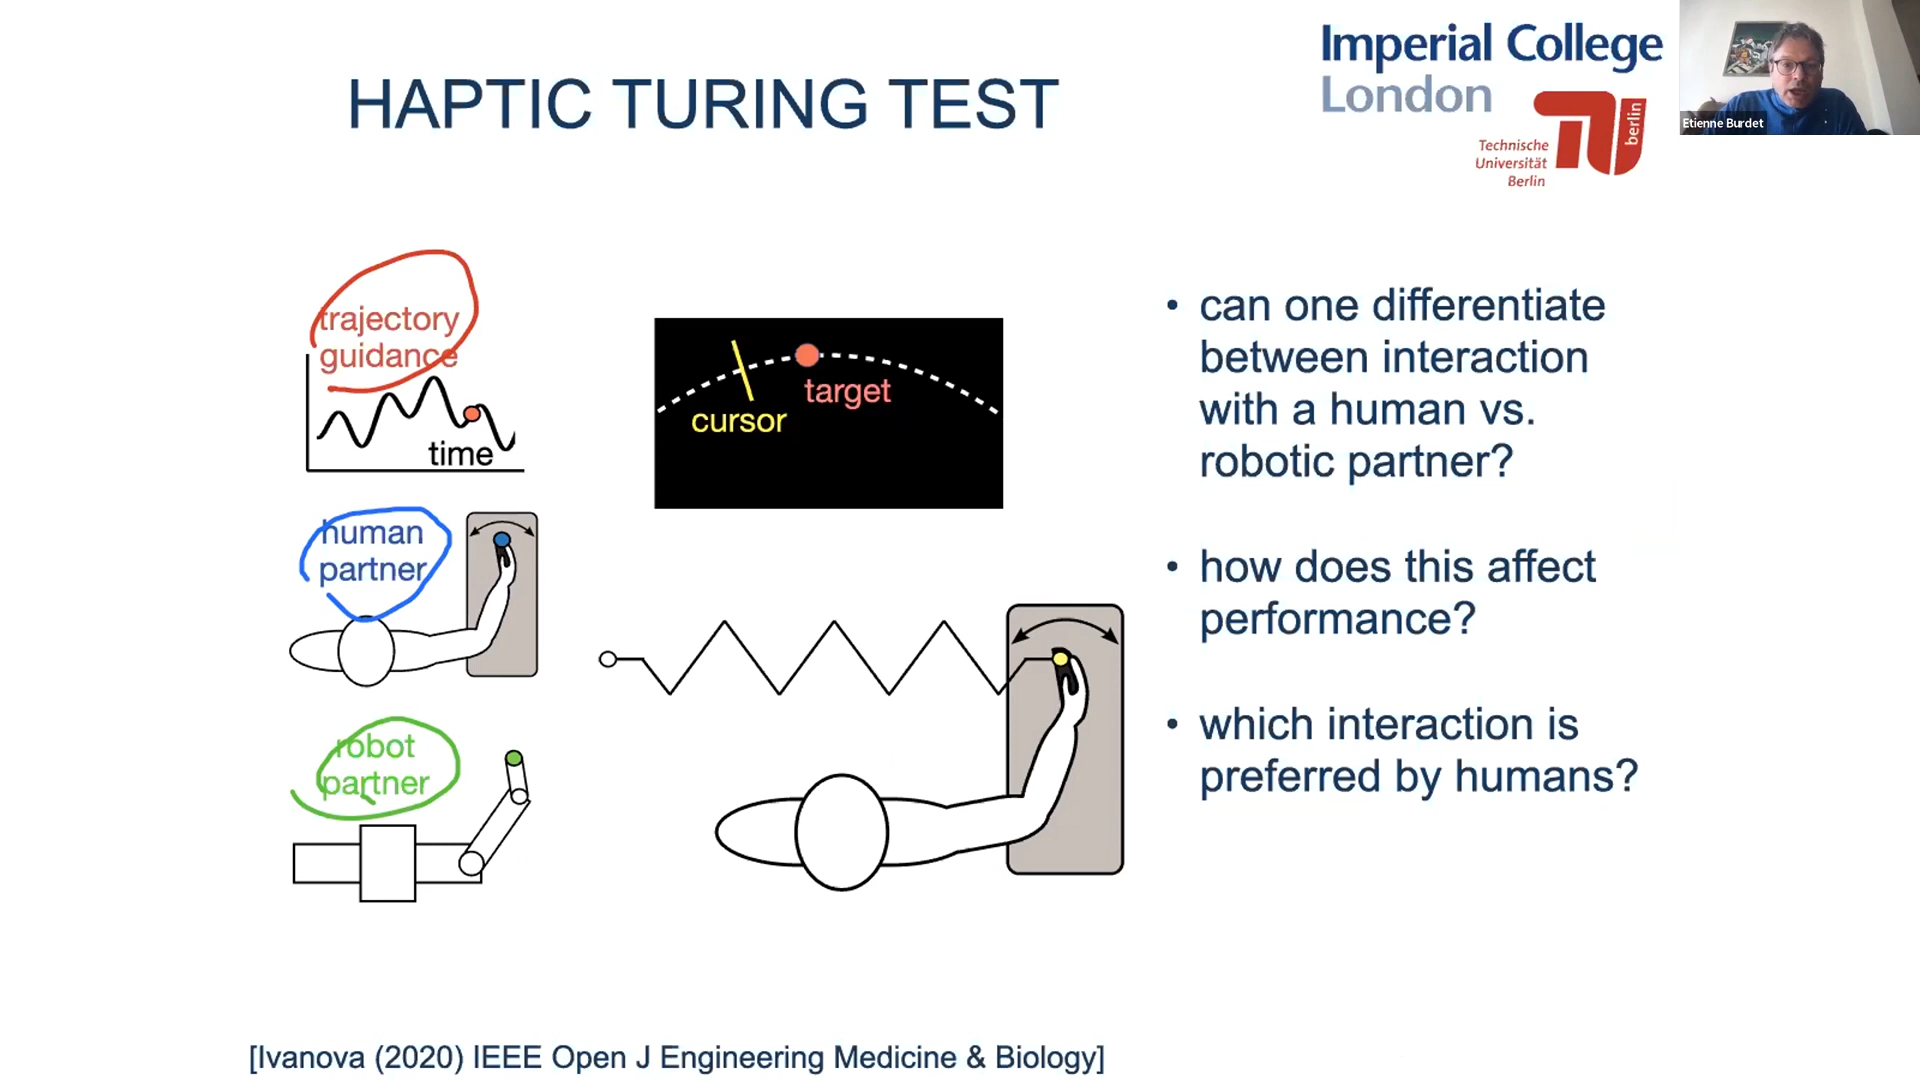 HAPTIC TURING TEST
Imperial College
London
Technische
Universität
Berlin
berlin
Etienne Burdet
trajectory
guidance
time
human
partner
robot
partner
cursor
target
• can one differentiate
between interaction
with a human vs.
robotic partner?
• how does this affect
performance?
• which interaction is
preferred by humans?
[Ivanova (2020) IEEE Open J Engineering Medicine & Biology]